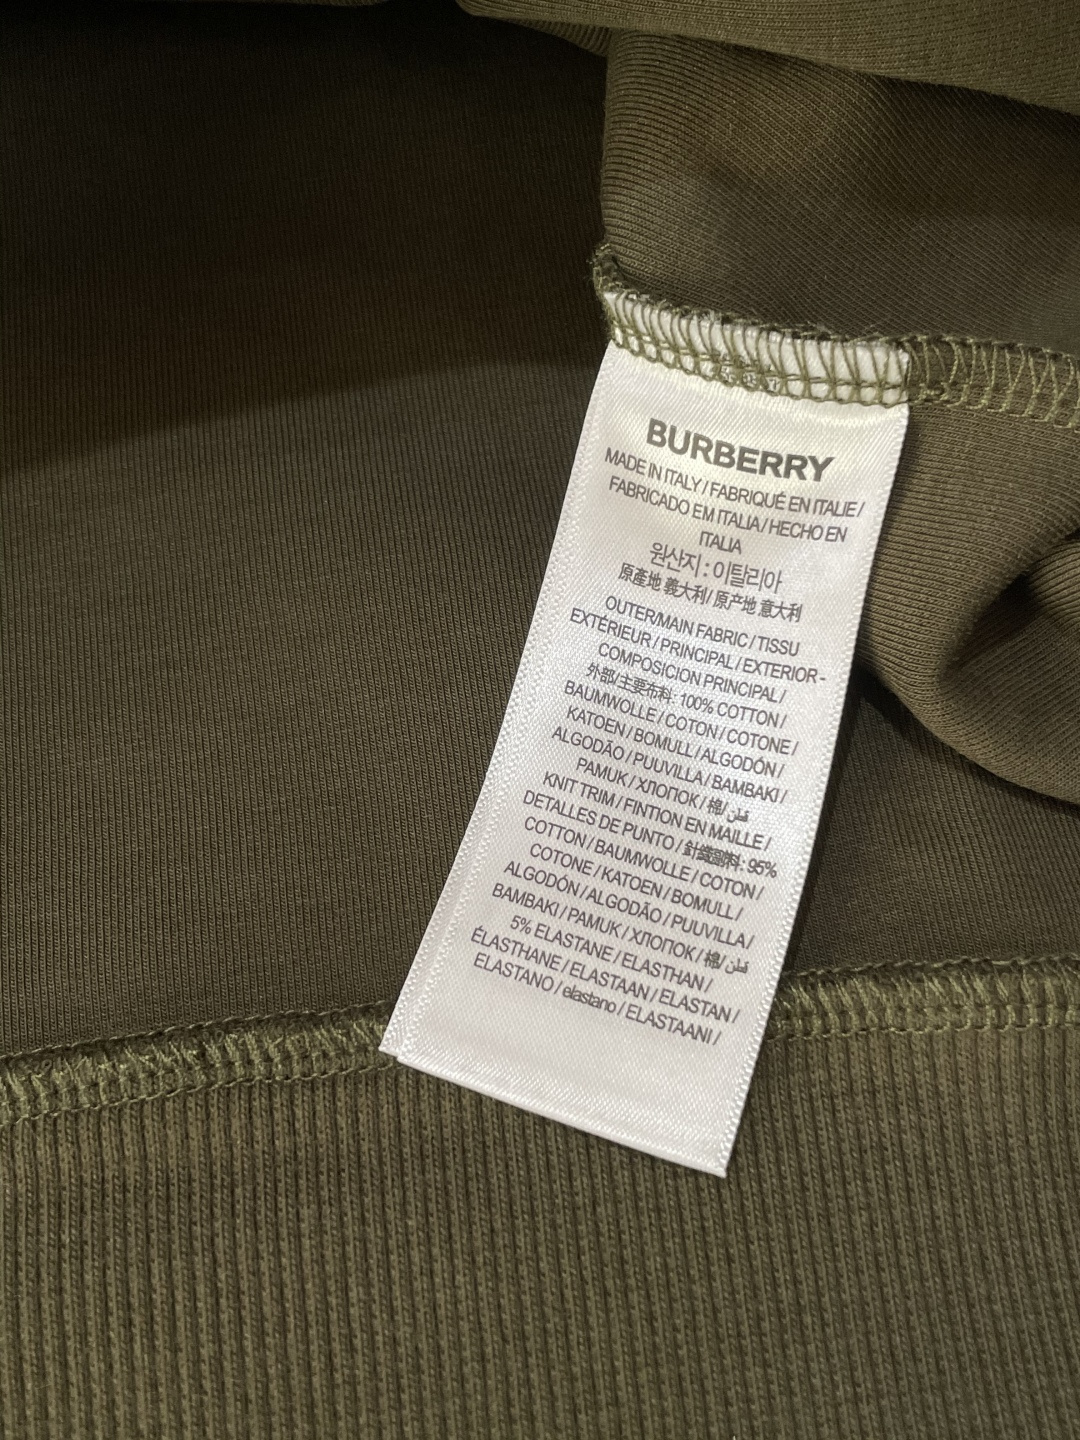 BURBERRY
MADE IN ITALY / FABRIQUÉ EN ITALIE /
FABRICADO EM ITALIA / HECHO EN
ITALIA
원산지 : 이탈리아
原產地 義大利/ 原产地 意大利
OUTER/MAIN FABRIC / TISSU
EXTÉRIEUR / PRINCIPAL / EXTERIOR -
COMPOSICION PRINCIPAL /
外部/主要布料: 100% COTTON /
BAUMWOLLE / COTON / COTONE /
KATOEN / BOMULL / ALGODÓN /
ALGODÃO / PUUVILLA / BAMBAKI /
PAMUK / ХЛОПОК / 棉/ قطن
KNIT TRIM / FINTION EN MAILLE /
DETALLES DE PUNTO / : 95%
COTTON / BAUMWOLLE / COTON /
COTONE / KATOEN / BOMULL /
ALGODÓN / ALGODÃO / PUUVILLA /
BAMBAKI / PAMUK / ХЛОПОК / 棉/ قطن
5% ELASTANE / ELASTHAN /
ÉLASTHANE / ELASTAAN / ELASTAN /
ELASTANO / elastano / ELASTAANI /